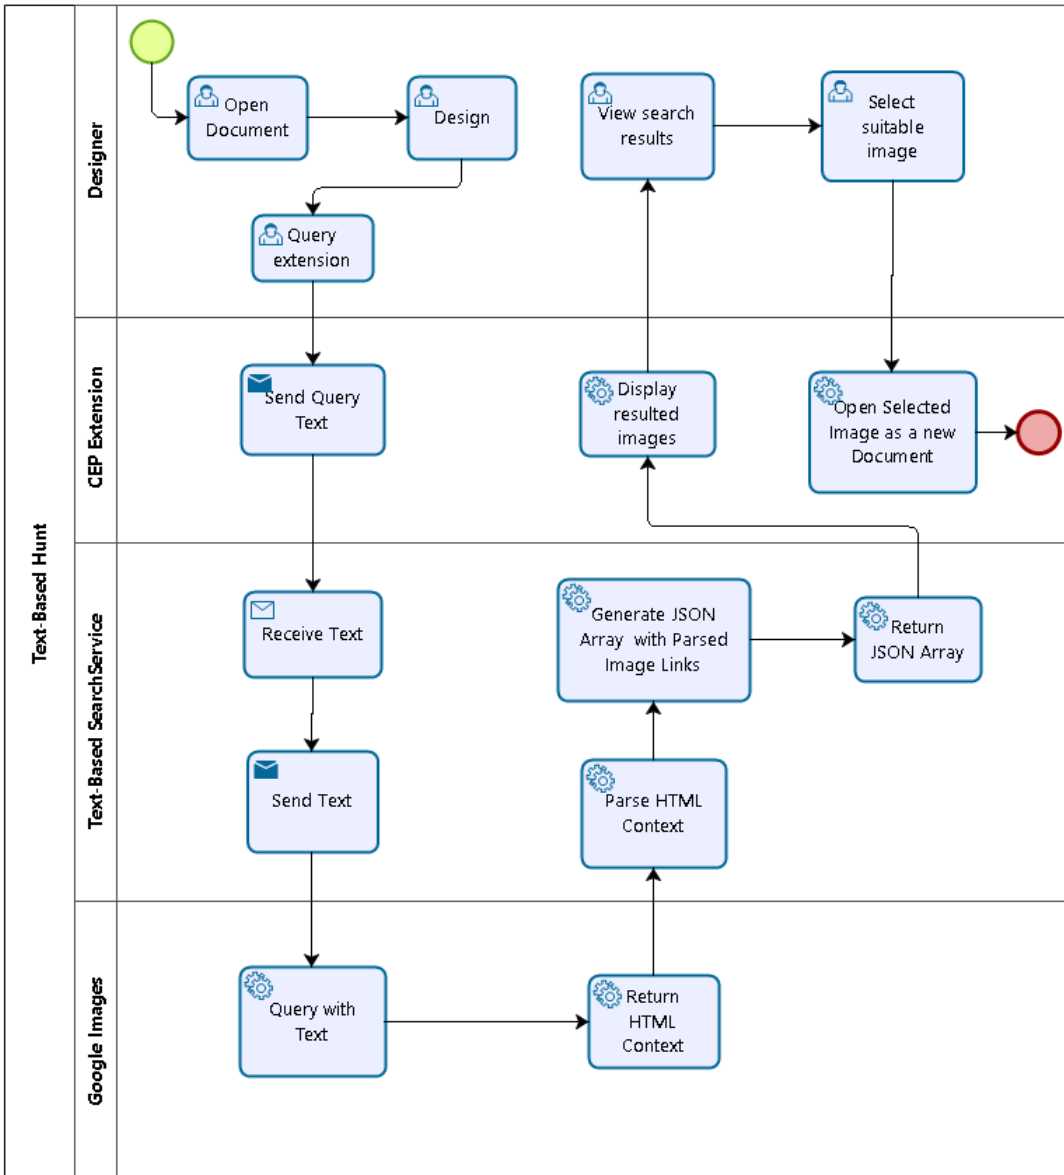 Text-Based Hunt
Designer
Open
Document
Design
Query
extension
View search
results
Select
suitable
image
CEP Extension
Send Query
Text
Display
resulted
images
Open Selected
Image as a new
Document
Text-Based SearchService
Receive Text
Send Text
Generate JSON
Array with Parsed
Image Links
Return
JSON Array
Parse HTML
Context
Google Images
Query with
Text
Return
HTML
Context